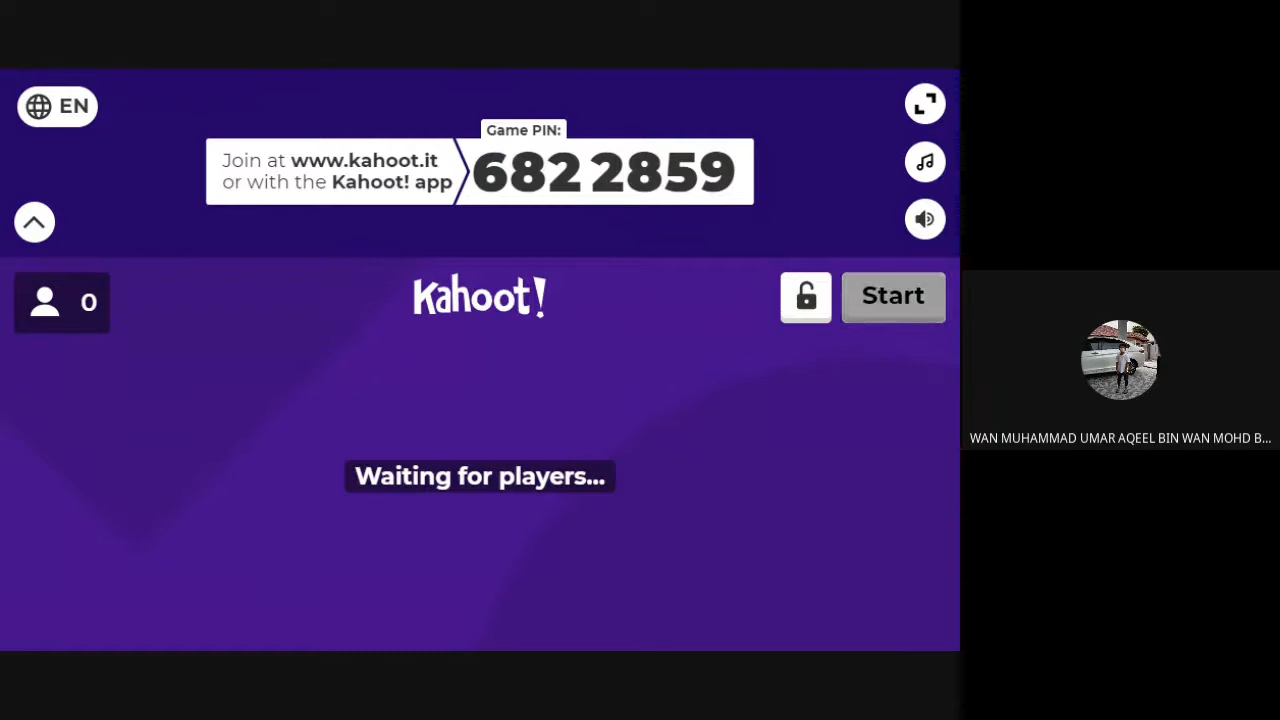 EN
Game PIN:
Join at www.kahoot.it
or with the Kahoot! app
682 2859
0
Kahoot!
Start
Waiting for players...
WAN MUHAMMAD UMAR AQEEL BIN WAN MOHD B...